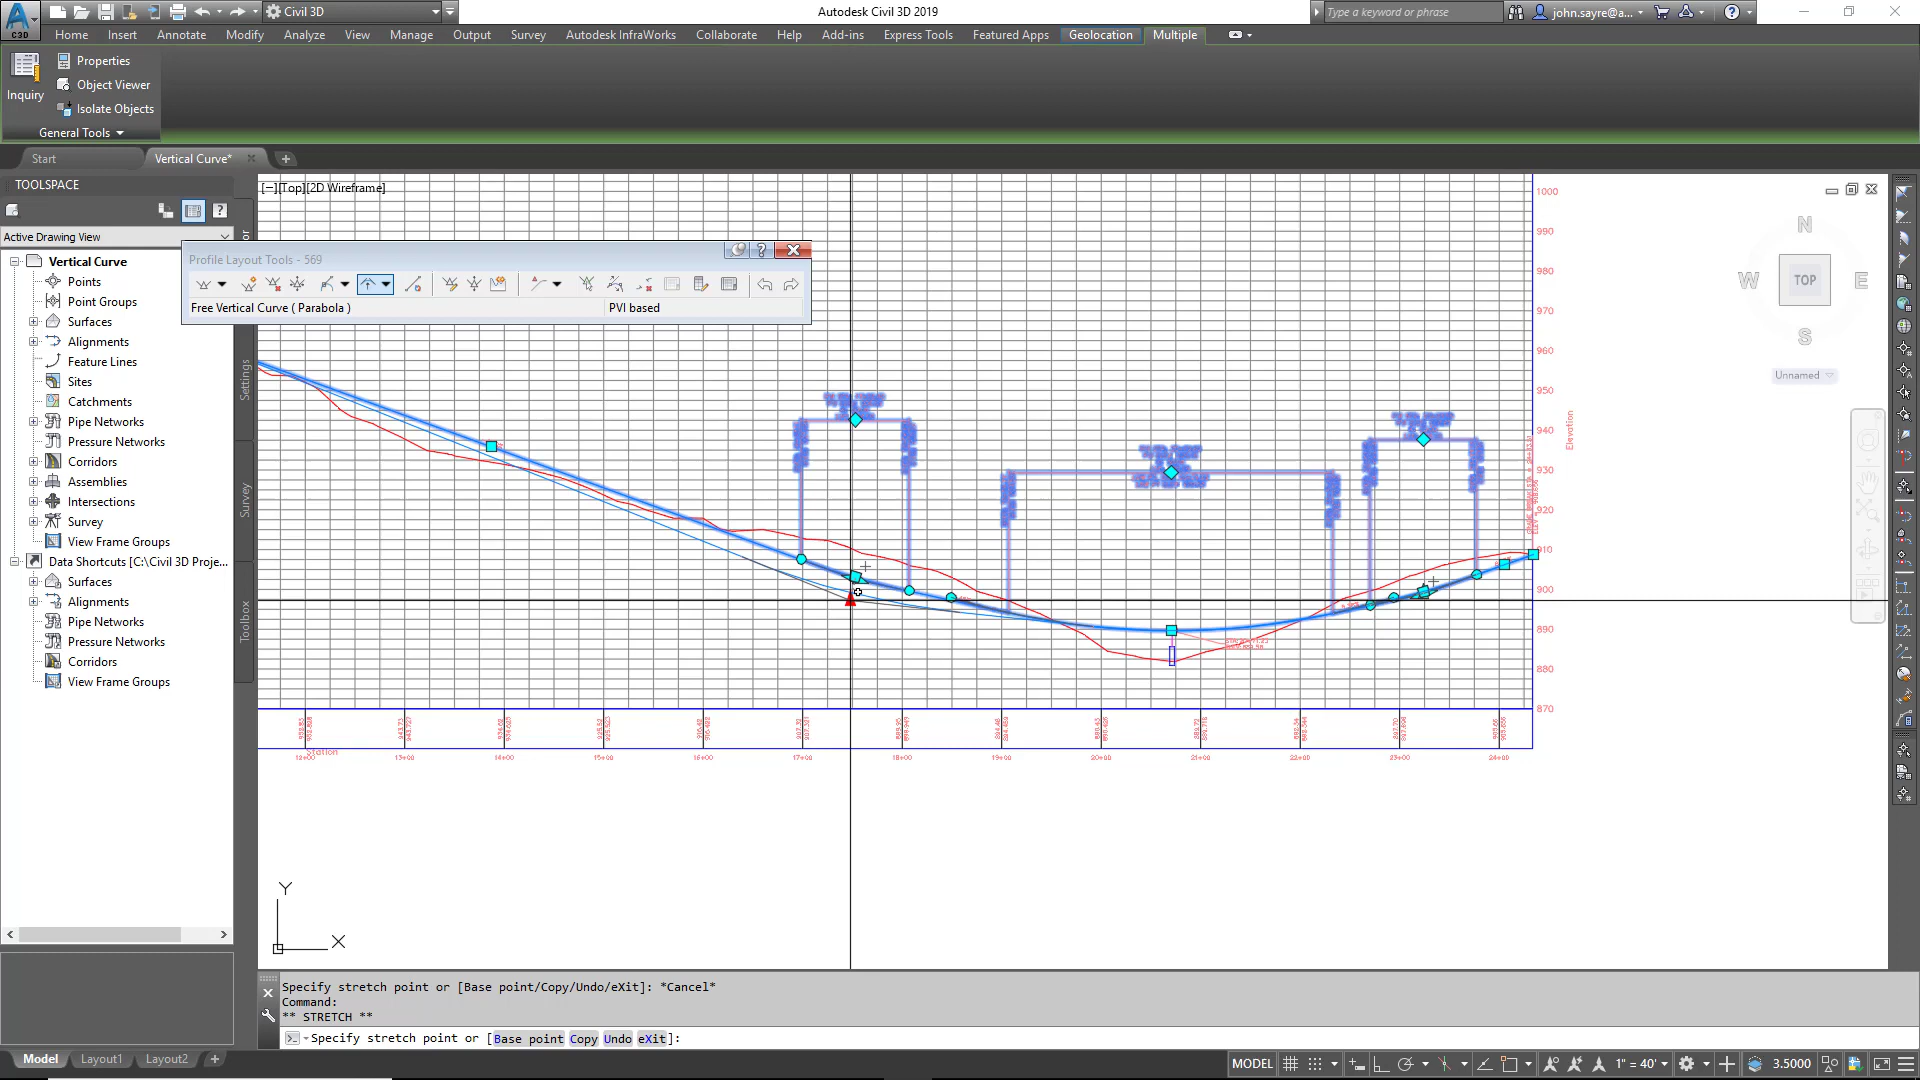 Civil 3D
Autodesk Civil 3D 2019
Type a keyword or phrase
john.sayre@a...
C3D
Home Insert Annotate Modify Analyze View Manage Output Survey Autodesk InfraWorks Collaborate Help Add-ins Express Tools Featured Apps Geolocation Multiple
Inquiry
Properties
Object Viewer
Isolate Objects
General Tools
Start
Vertical Curve*
TOOLSPACE
Active Drawing View
Vertical Curve
Points
Point Groups
Surfaces
Alignments
Feature Lines
Sites
Catchments
Pipe Networks
Pressure Networks
Corridors
Assemblies
Intersections
Survey
View Frame Groups
Data Shortcuts [C:\Civil 3D Proje...
Surfaces
Alignments
Pipe Networks
Pressure Networks
Corridors
View Frame Groups
Settings
Survey
Toolbox
[−][Top][2D Wireframe]
Profile Layout Tools - 569
Free Vertical Curve ( Parabola )
PVI based
1000
990
980
970
960
950
940
930
920
910
900
890
880
870
Elevation
N
W
TOP
E
S
Unnamed
Station
12+00 13+00 14+00 15+00 16+00 17+00 18+00 19+00 20+00 21+00 22+00 23+00 24+00
Y
X
Specify stretch point or [Base point/Copy/Undo/eXit]: *Cancel*
Command:
** STRETCH **
Specify stretch point or [Base point Copy Undo eXit]:
Model Layout1 Layout2 +
MODEL
1" = 40'
3.5000